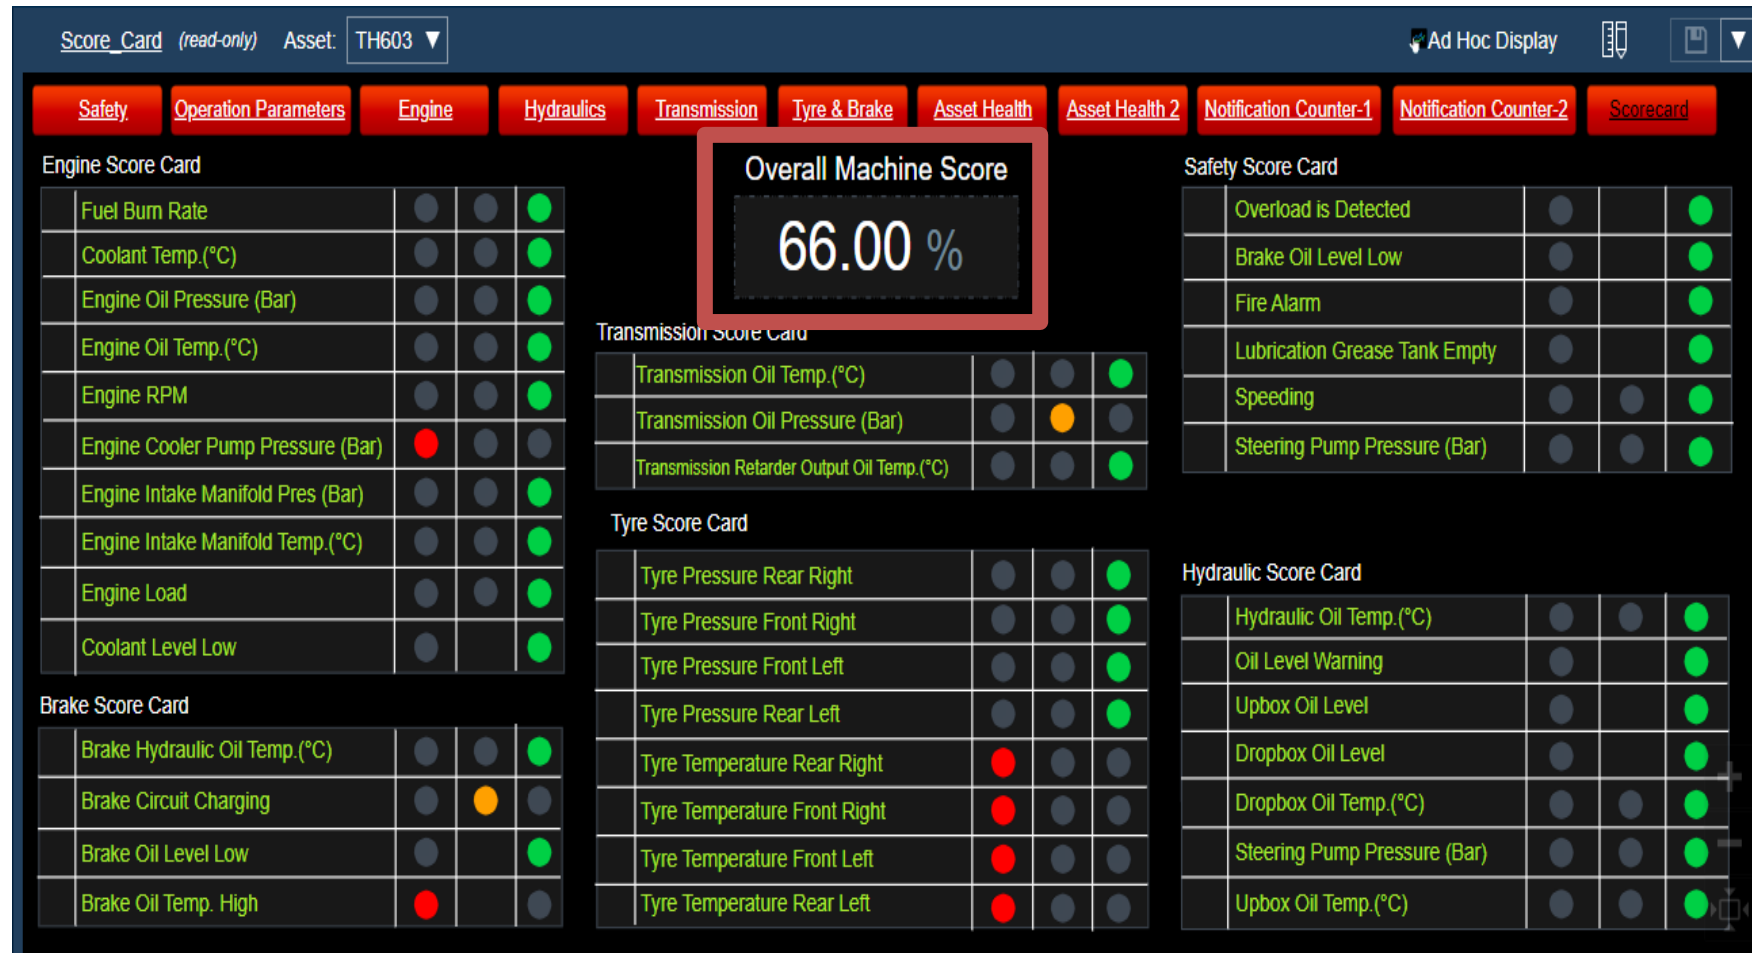 Score_Card (read-only) Asset: TH603 ▼ Ad Hoc Display ▼
Safety Operation Parameters Engine Hydraulics Transmission Tyre & Brake Asset Health Asset Health 2 Notification Counter-1 Notification Counter-2 Scorecard
Engine Score Card
Fuel Burn Rate
Coolant Temp.(°C)
Engine Oil Pressure (Bar)
Engine Oil Temp.(°C)
Engine RPM
Engine Cooler Pump Pressure (Bar)
Engine Intake Manifold Pres (Bar)
Engine Intake Manifold Temp.(°C)
Engine Load
Coolant Level Low
Brake Score Card
Brake Hydraulic Oil Temp.(°C)
Brake Circuit Charging
Brake Oil Level Low
Brake Oil Temp. High
Overall Machine Score
66.00 %
Transmission Score Card
Transmission Oil Temp.(°C)
Transmission Oil Pressure (Bar)
Transmission Retarder Output Oil Temp.(°C)
Tyre Score Card
Tyre Pressure Rear Right
Tyre Pressure Front Right
Tyre Pressure Front Left
Tyre Pressure Rear Left
Tyre Temperature Rear Right
Tyre Temperature Front Right
Tyre Temperature Front Left
Tyre Temperature Rear Left
Safety Score Card
Overload is Detected
Brake Oil Level Low
Fire Alarm
Lubrication Grease Tank Empty
Speeding
Steering Pump Pressure (Bar)
Hydraulic Score Card
Hydraulic Oil Temp.(°C)
Oil Level Warning
Upbox Oil Level
Dropbox Oil Level
Dropbox Oil Temp.(°C)
Steering Pump Pressure (Bar)
Upbox Oil Temp.(°C)